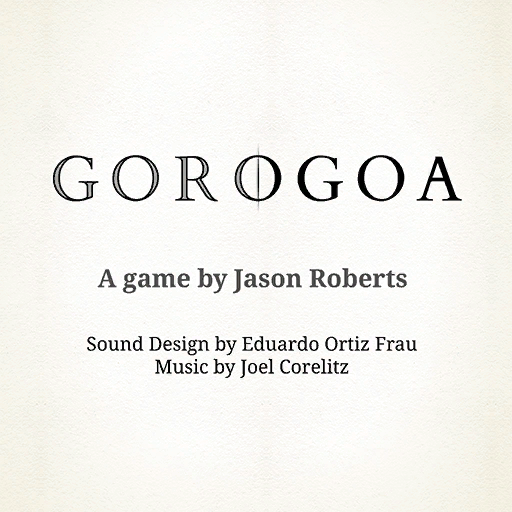 GOROGOA
A game by Jason Roberts
Sound Design by Eduardo Ortiz Frau
Music by Joel Corelitz